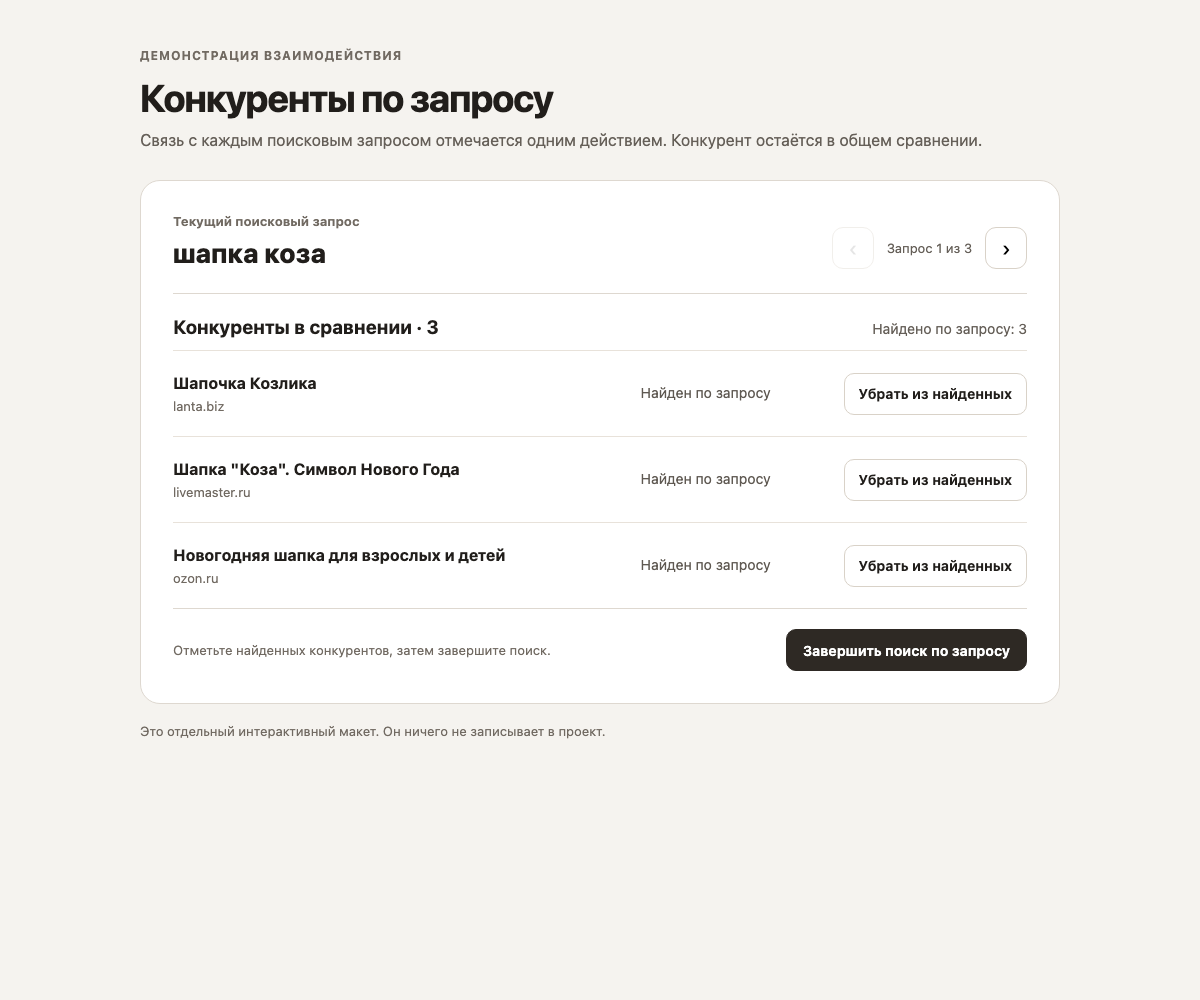 ДЕМОНСТРАЦИЯ ВЗАИМОДЕЙСТВИЯ
Конкуренты по запросу
Связь с каждым поисковым запросом отмечается одним действием. Конкурент остаётся в общем сравнении.
Текущий поисковый запрос
шапка коза
‹ Запрос 1 из 3 ›
Конкуренты в сравнении · 3
Найдено по запросу: 3
Шапочка Козлика
lanta.biz
Найден по запросу
Убрать из найденных
Шапка "Коза". Символ Нового Года
livemaster.ru
Найден по запросу
Убрать из найденных
Новогодняя шапка для взрослых и детей
ozon.ru
Найден по запросу
Убрать из найденных
Отметьте найденных конкурентов, затем завершите поиск.
Завершить поиск по запросу
Это отдельный интерактивный макет. Он ничего не записывает в проект.